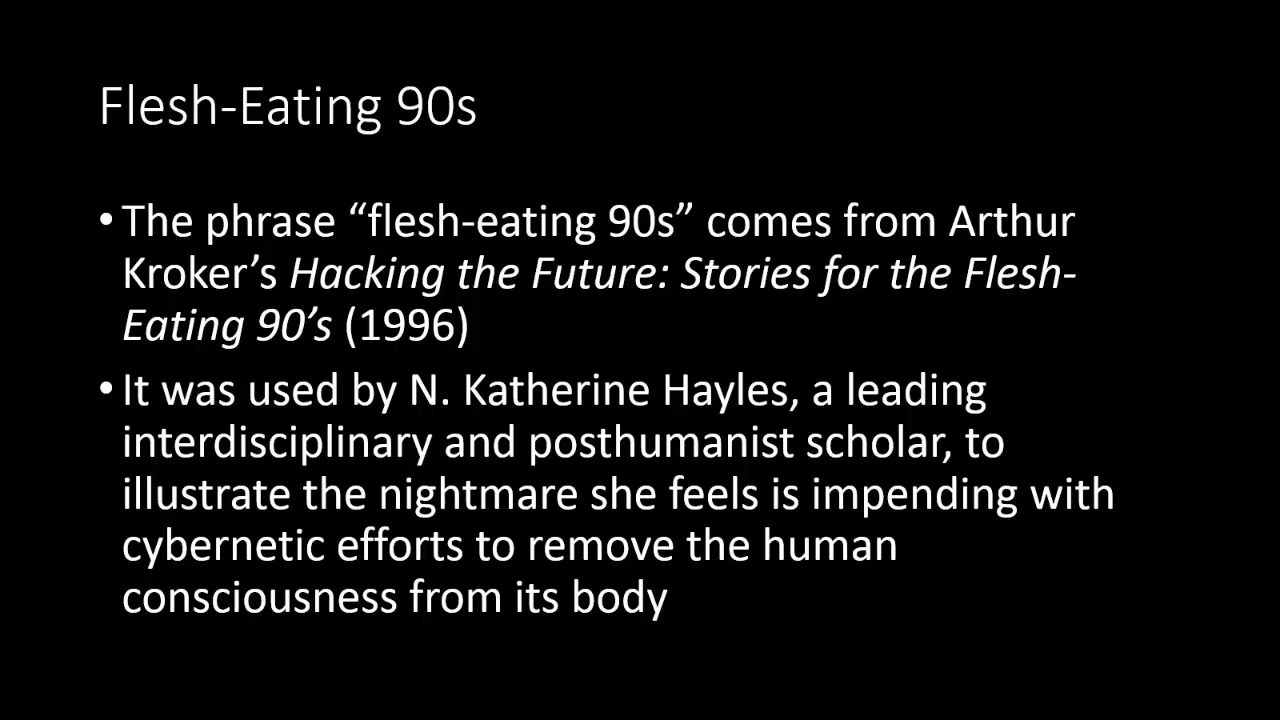 Flesh-Eating 90s
• The phrase “flesh-eating 90s” comes from Arthur
Kroker’s Hacking the Future: Stories for the Flesh-
Eating 90’s (1996)
• It was used by N. Katherine Hayles, a leading
interdisciplinary and posthumanist scholar, to
illustrate the nightmare she feels is impending with
cybernetic efforts to remove the human
consciousness from its body